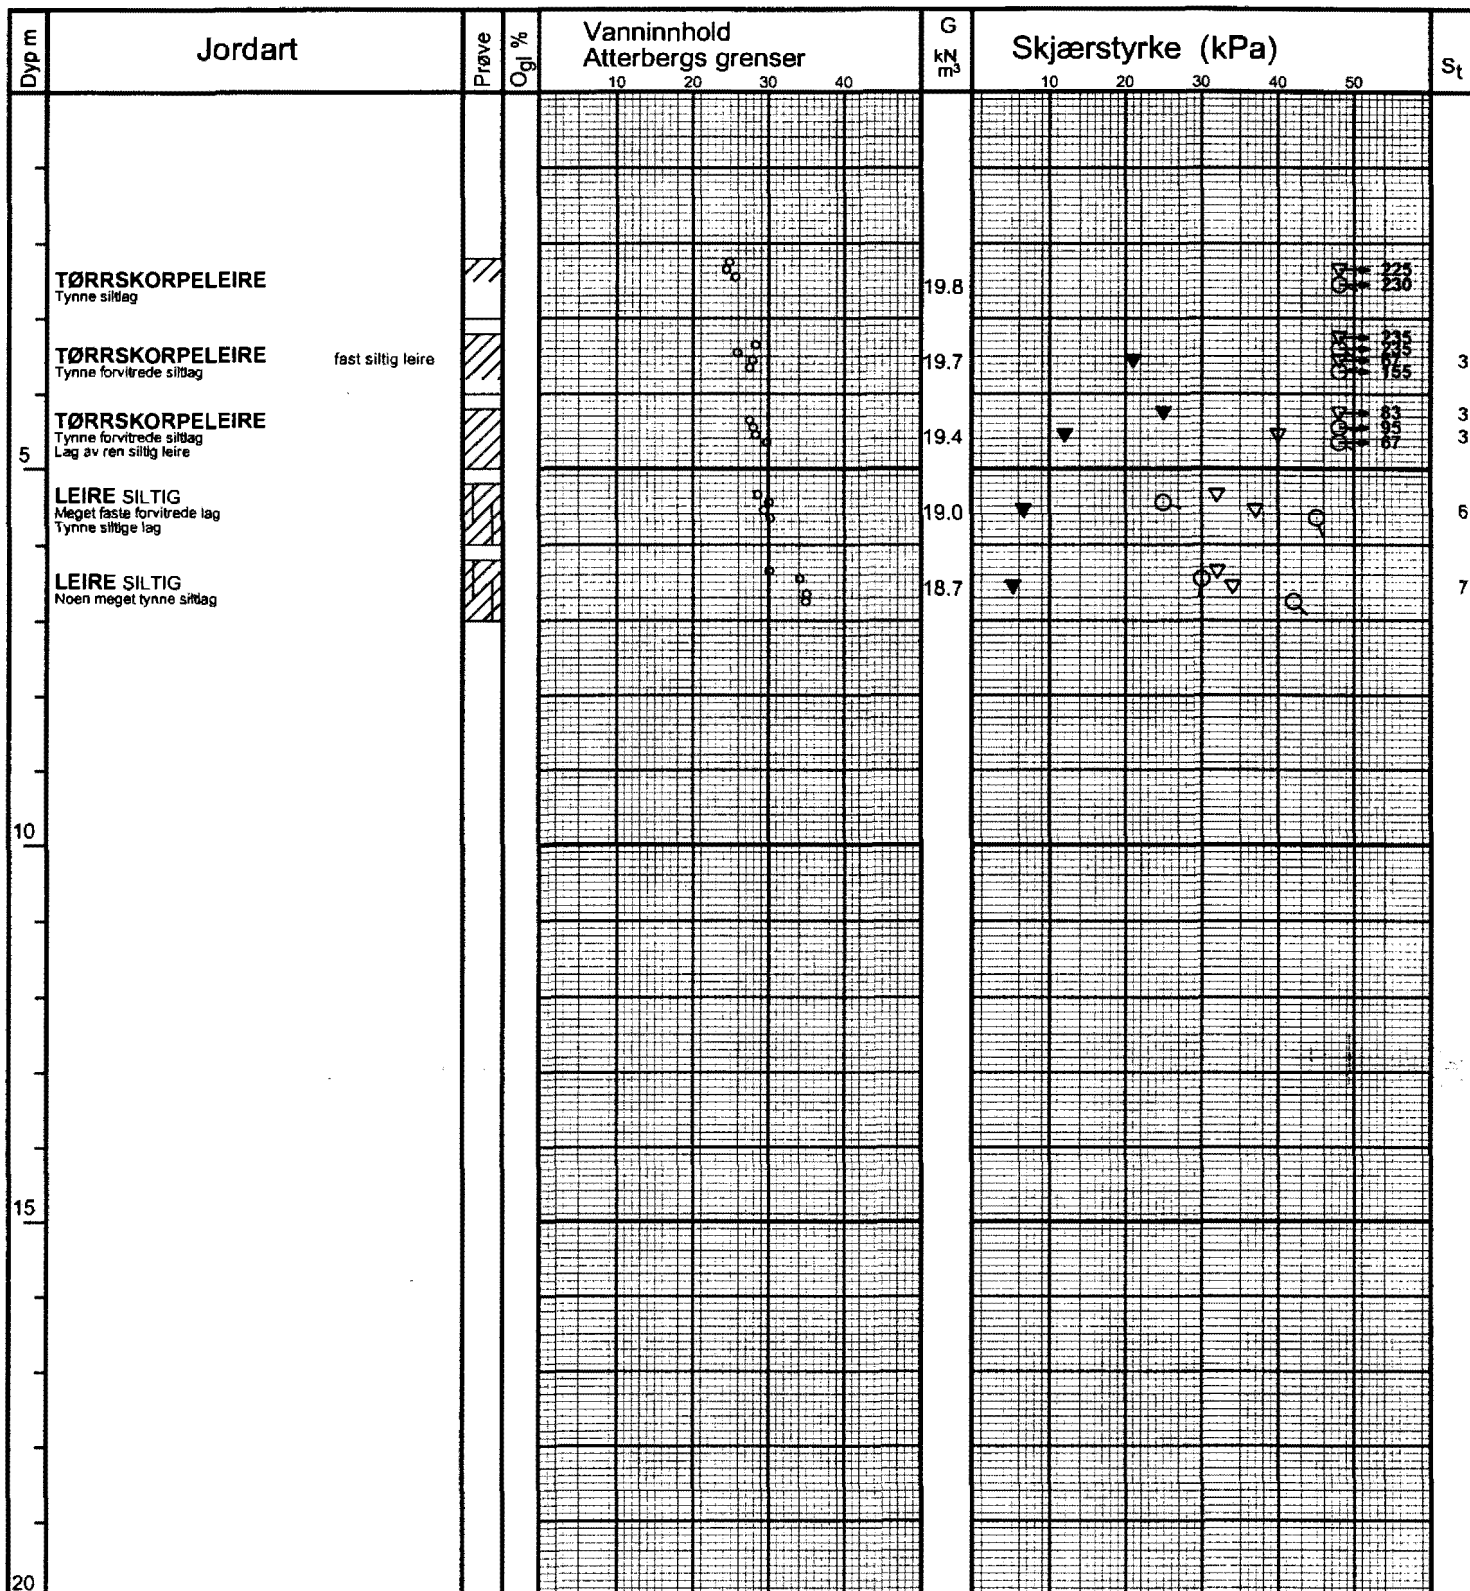 Dyp m
Jordart
Prøve
Ogl %
Vanninnhold
Atterbergs grenser
10 20 30 40
G
kN
m³
Skjærstyrke (kPa)
10 20 30 40 50
St
TØRRSKORPELEIRE
Tynne siltlag
19.8
225
230
TØRRSKORPELEIRE fast siltig leire
Tynne forvitrede siltlag
19.7
235
235
67
155
3
TØRRSKORPELEIRE
Tynne forvitrede siltlag
Lag av ren siltig leire
19.4
83 3
95 3
67
5
LEIRE SILTIG
Meget faste forvitrede lag
Tynne siltige lag
19.0
6
LEIRE SILTIG
Noen meget tynne siltlag
18.7
7
10
15
20